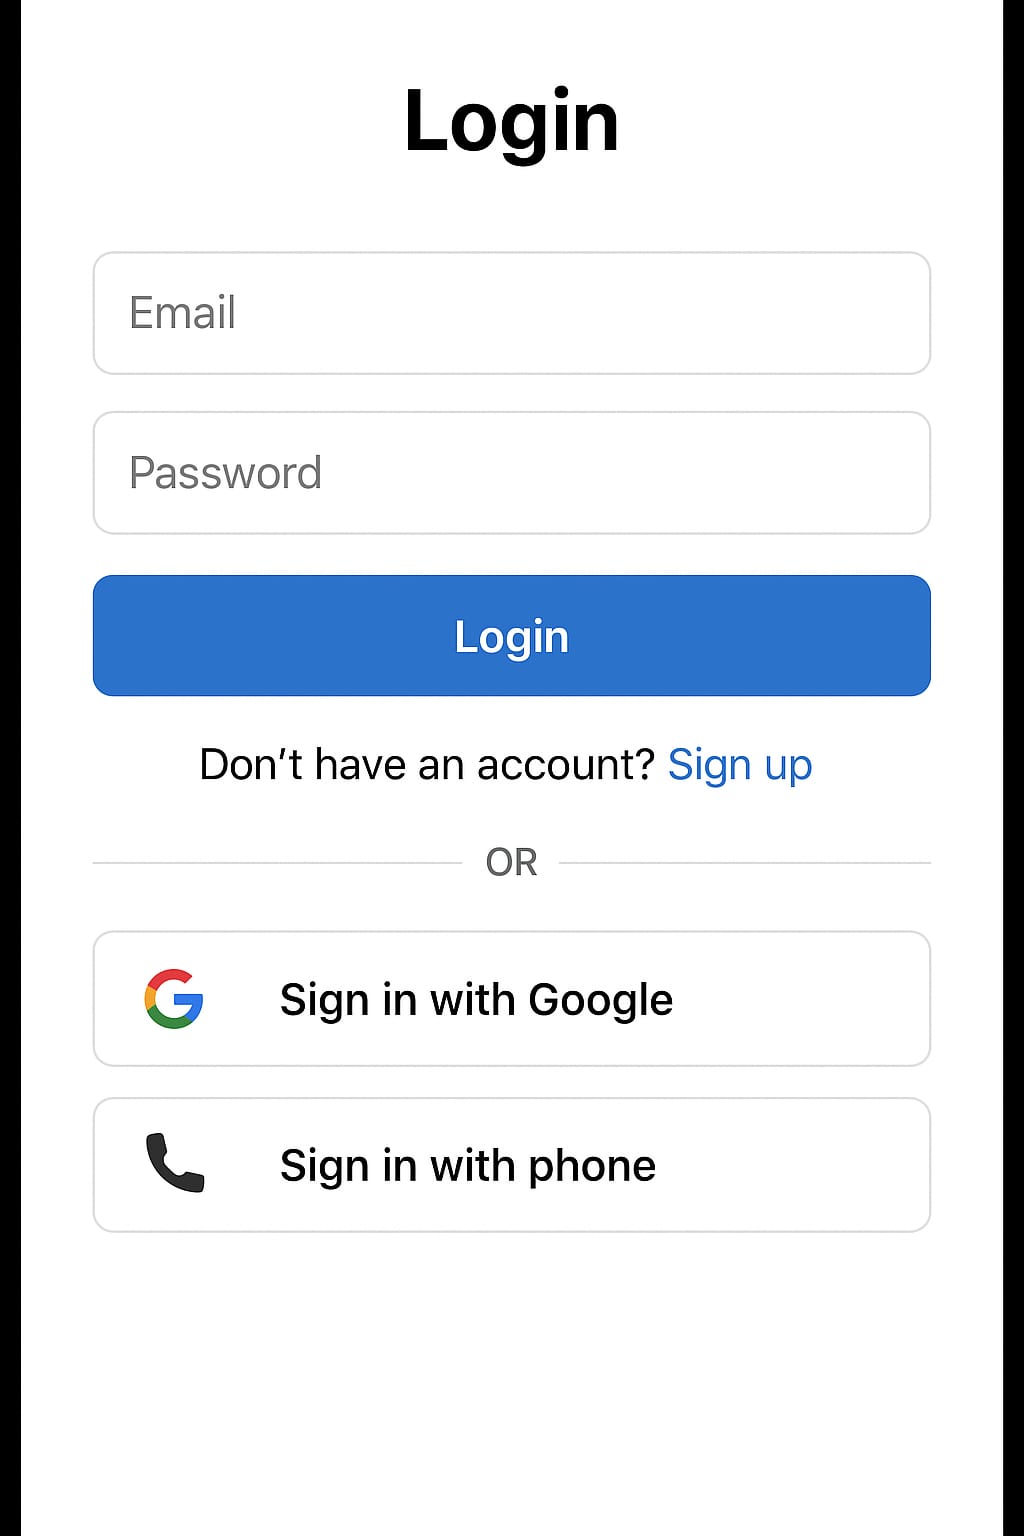 Login
Email
Password
Login
Don’t have an account? Sign up
OR
Sign in with Google
Sign in with phone